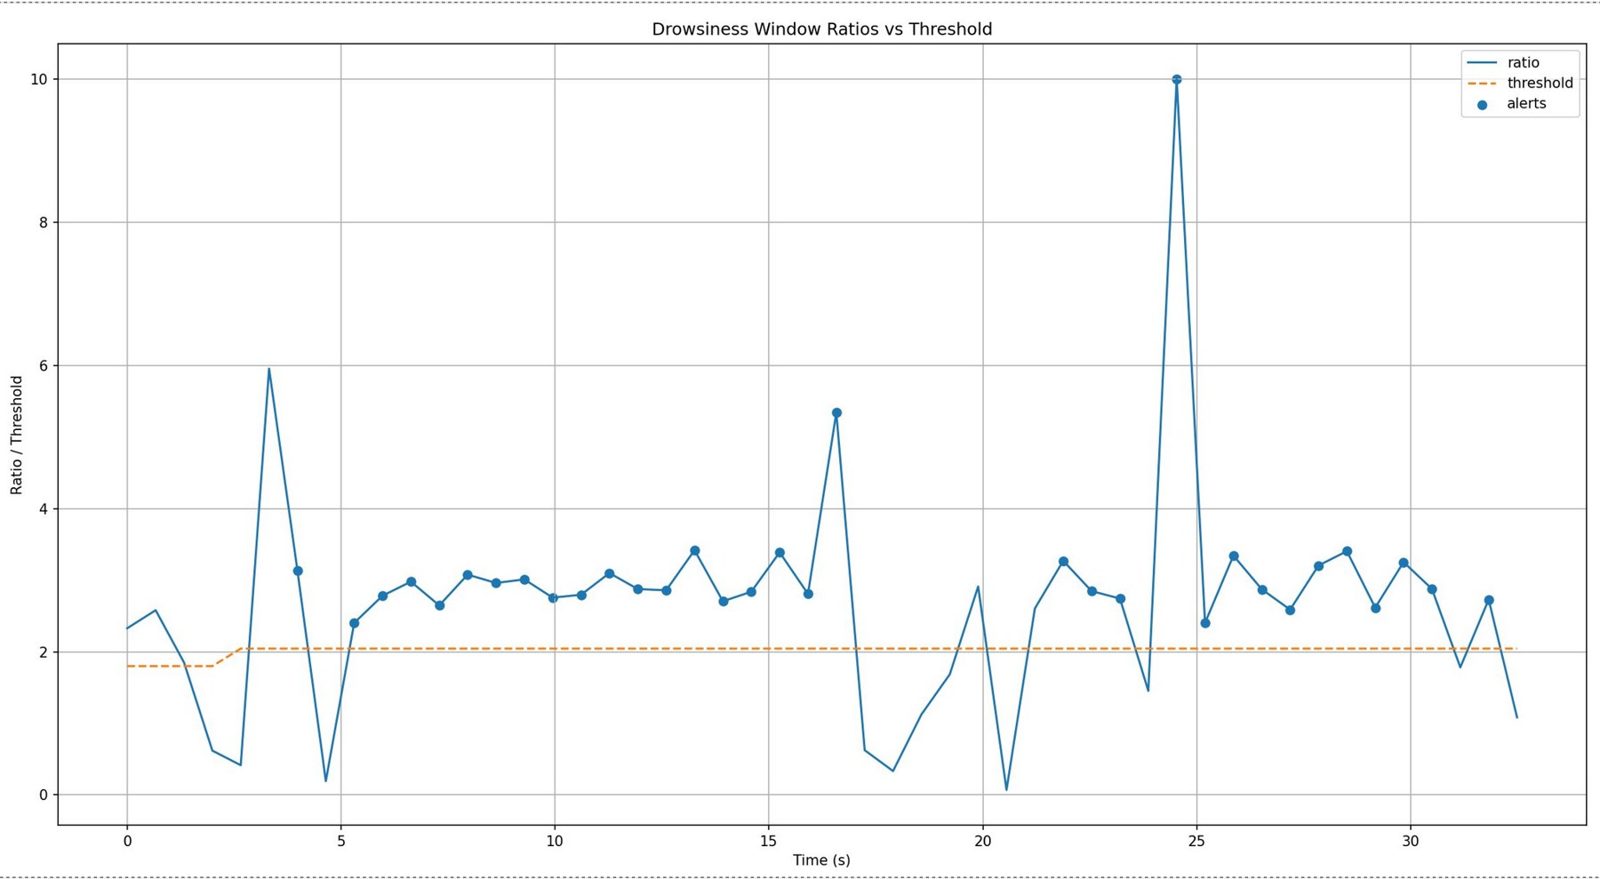 Drowsiness Window Ratios vs Threshold
ratio
threshold
alerts
10
8
6
4
2
0
Ratio / Threshold
0 5 10 15 20 25 30
Time (s)